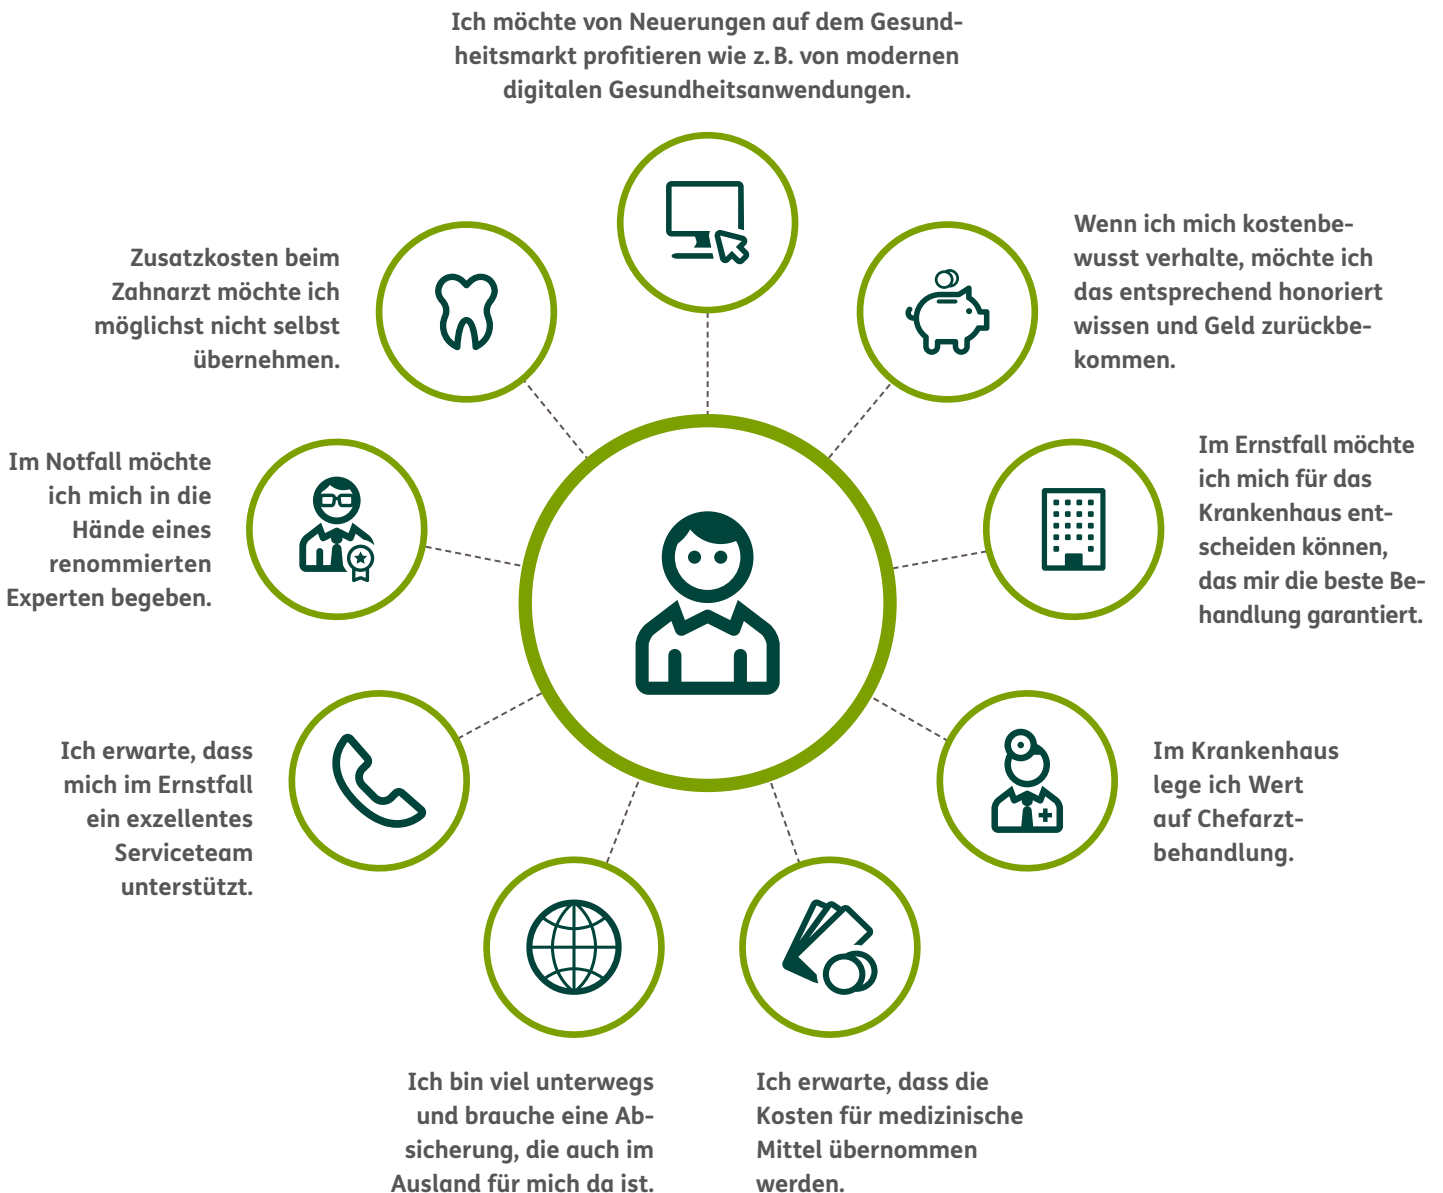 Ich möchte von Neuerungen auf dem Gesund-
heitsmarkt profitieren wie z. B. von modernen
digitalen Gesundheitsanwendungen.
Wenn ich mich kostenbe-
wusst verhalte, möchte ich
das entsprechend honoriert
wissen und Geld zurückbe-
kommen.
Im Ernstfall möchte
ich mich für das
Krankenhaus ent-
scheiden können,
das mir die beste Be-
handlung garantiert.
Im Krankenhaus
lege ich Wert
auf Chefarzt-
behandlung.
Ich erwarte, dass die
Kosten für medizinische
Mittel übernommen
werden.
Ich bin viel unterwegs
und brauche eine Ab-
sicherung, die auch im
Ausland für mich da ist.
Ich erwarte, dass
mich im Ernstfall
ein exzellentes
Serviceteam
unterstützt.
Im Notfall möchte
ich mich in die
Hände eines
renommierten
Experten begeben.
Zusatzkosten beim
Zahnarzt möchte ich
möglichst nicht selbst
übernehmen.